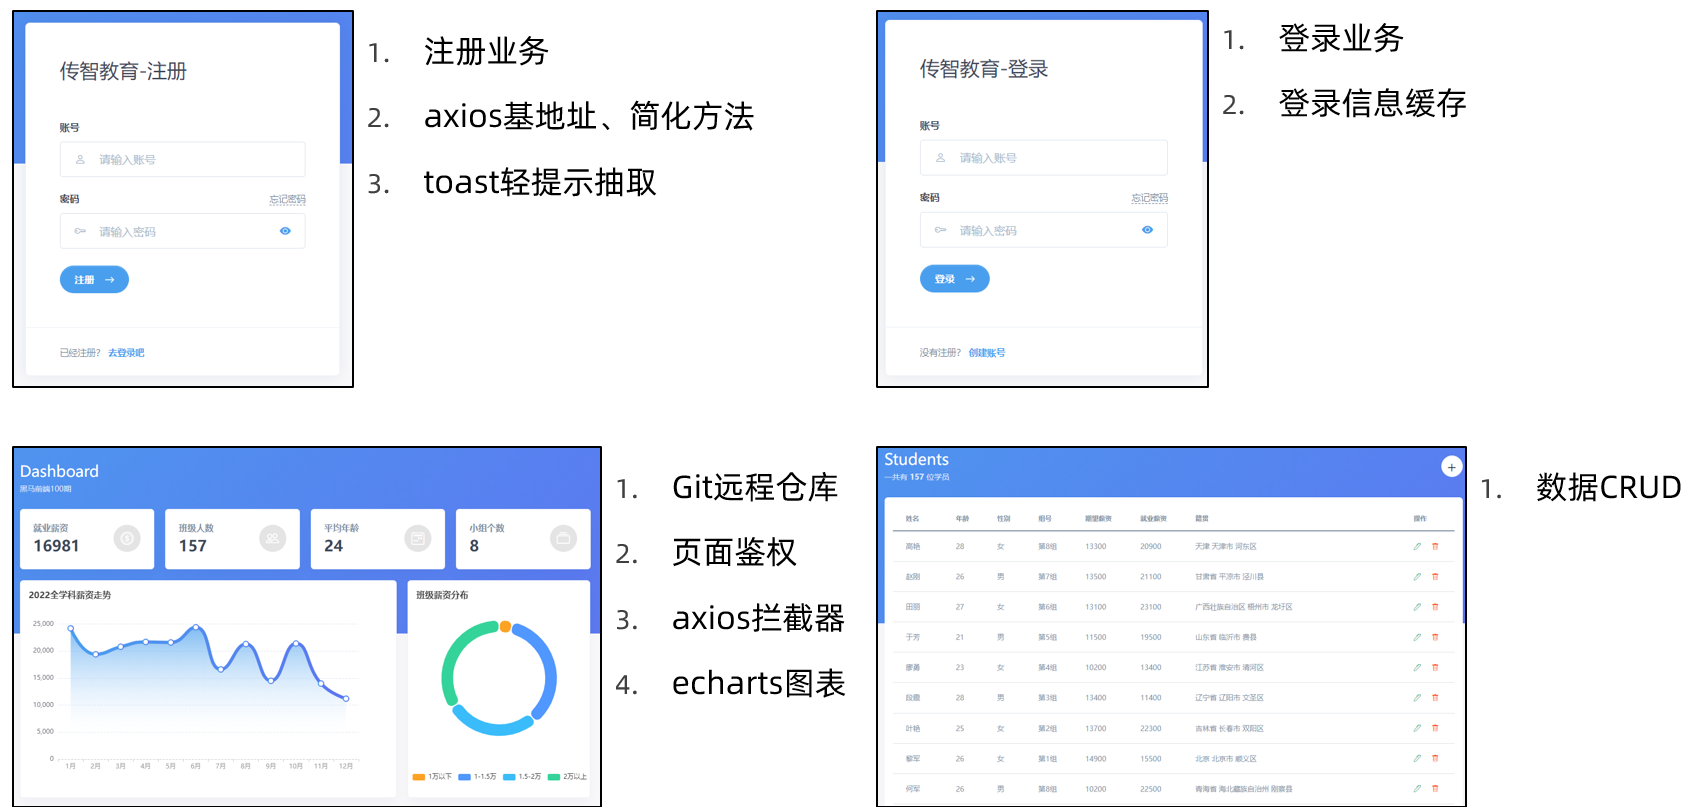 传智教育-注册
账号
请输入账号
密码 忘记密码
请输入密码
注册 →
已经注册? 去登录吧
1. 注册业务
2. axios基地址、简化方法
3. toast轻提示抽取
传智教育-登录
账号
请输入账号
密码 忘记密码
请输入密码
登录 →
没有注册? 创建账号
1. 登录业务
2. 登录信息缓存
Dashboard
黑马前端100期
就业薪资
16981
班级人数
157
平均年龄
24
小组个数
8
2022全学科薪资走势
25,000
20,000
15,000
10,000
5,000
0
1月 2月 3月 4月 5月 6月 7月 8月 9月 10月 11月 12月
班级薪资分布
1万以下 1-1.5万 1.5-2万 2万以上
1. Git远程仓库
2. 页面鉴权
3. axios拦截器
4. echarts图表
Students
一共有 157 位学员
+
姓名 年龄 性别 组号 期望薪资 就业薪资 籍贯 操作
高艳 28 女 第8组 13300 20900 天津 天津市 河东区
赵刚 26 男 第7组 13500 21100 甘肃省 平凉市 泾川县
田丽 27 女 第6组 13100 23100 广西壮族自治区 梧州市 龙圩区
于芳 21 男 第5组 11500 19500 山东省 临沂市 费县
廖勇 23 女 第4组 10200 13400 江苏省 淮安市 清河区
段霞 28 男 第3组 13400 11400 辽宁省 辽阳市 文圣区
叶艳 25 女 第2组 13700 22300 吉林省 长春市 双阳区
黎军 26 女 第1组 14900 15500 北京 北京市 顺义区
何军 26 男 第8组 10200 22500 青海省 海北藏族自治州 刚察县
1. 数据CRUD